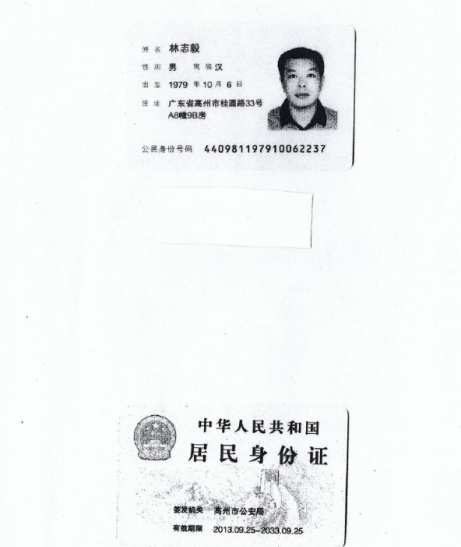 姓名 林志毅
性别 男 民族 汉
出生 1979 年 10 月 6 日
住址 广东省高州市桂圆路33号
A8幢9B房
公民身份号码 440981197910062237
中华人民共和国
居民身份证
签发机关 高州市公安局
有效期限 2013.09.25-2033.09.25